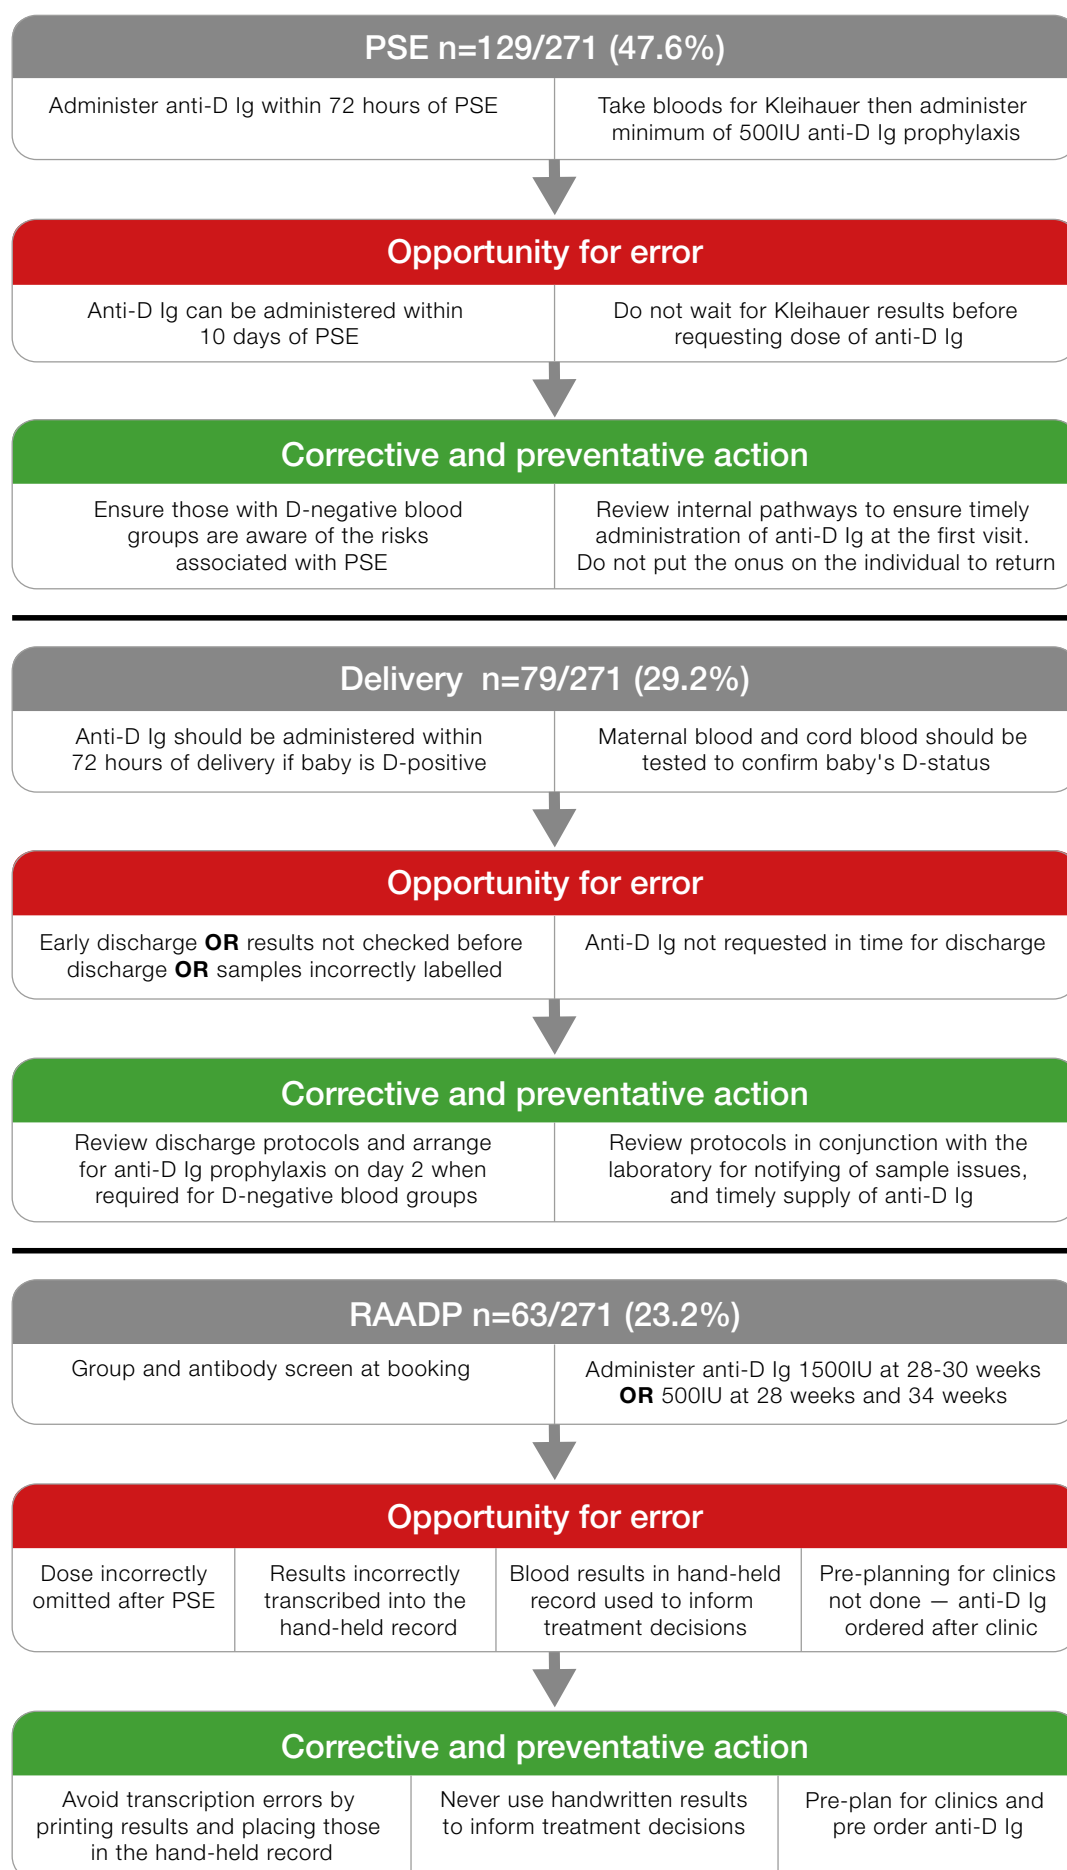 PSE n=129/271 (47.6%)
Administer anti-D Ig within 72 hours of PSE
Take bloods for Kleihauer then administer
minimum of 500IU anti-D Ig prophylaxis
Opportunity for error
Anti-D Ig can be administered within
10 days of PSE
Do not wait for Kleihauer results before
requesting dose of anti-D Ig
Corrective and preventative action
Ensure those with D-negative blood
groups are aware of the risks
associated with PSE
Review internal pathways to ensure timely
administration of anti-D Ig at the first visit.
Do not put the onus on the individual to return
Delivery n=79/271 (29.2%)
Anti-D Ig should be administered within
72 hours of delivery if baby is D-positive
Maternal blood and cord blood should be
tested to confirm baby's D-status
Opportunity for error
Early discharge OR results not checked before
discharge OR samples incorrectly labelled
Anti-D Ig not requested in time for discharge
Corrective and preventative action
Review discharge protocols and arrange
for anti-D Ig prophylaxis on day 2 when
required for D-negative blood groups
Review protocols in conjunction with the
laboratory for notifying of sample issues,
and timely supply of anti-D Ig
RAADP n=63/271 (23.2%)
Group and antibody screen at booking
Administer anti-D Ig 1500IU at 28-30 weeks
OR 500IU at 28 weeks and 34 weeks
Opportunity for error
Dose incorrectly
omitted after PSE
Results incorrectly
transcribed into the
hand-held record
Blood results in hand-held
record used to inform
treatment decisions
Pre-planning for clinics
not done — anti-D Ig
ordered after clinic
Corrective and preventative action
Avoid transcription errors by
printing results and placing those
in the hand-held record
Never use handwritten results
to inform treatment decisions
Pre-plan for clinics and
pre order anti-D Ig